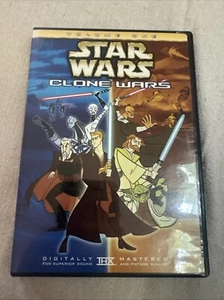 VOLUME ONE
STAR
WARS
CLONE WARS
DIGITALLY THX MASTERED
FOR SUPERIOR SOUND AND PICTURE QUALITY